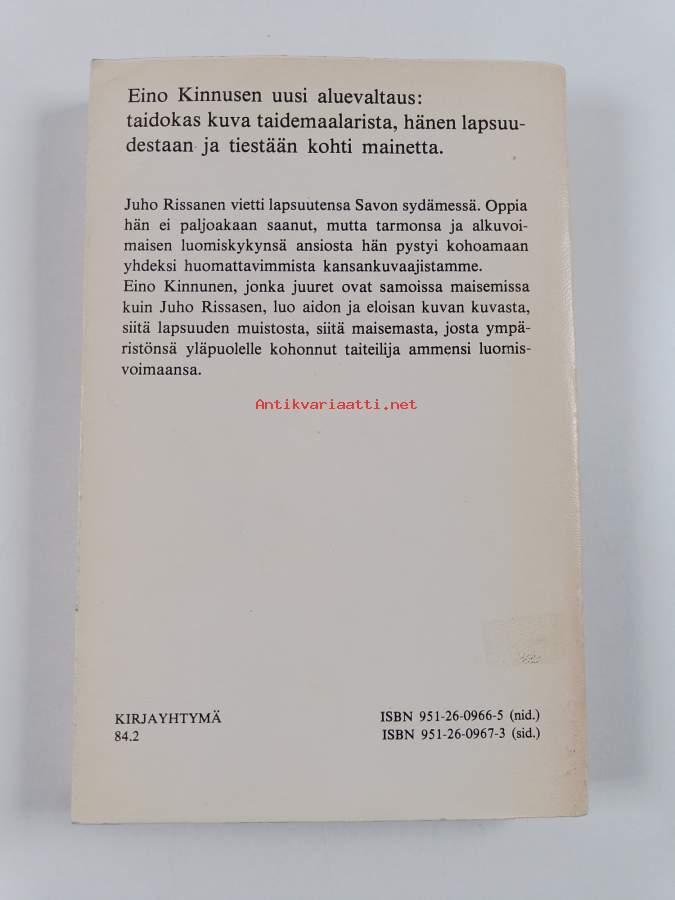 Eino Kinnusen uusi aluevaltaus:
taidokas kuva taidemaalarista, hänen lapsuu-
destaan ja tiestään kohti mainetta.
Juho Rissanen vietti lapsuutensa Savon sydämessä. Oppia
hän ei paljoakaan saanut, mutta tarmonsa ja alkuvoi-
maisen luomiskykynsä ansiosta hän pystyi kohoamaan
yhdeksi huomattavimmista kansankuvaajistamme.
Eino Kinnunen, jonka juuret ovat samoissa maisemissa
kuin Juho Rissasen, luo aidon ja eloisan kuvan kuvasta,
siitä lapsuuden muistosta, siitä maisemasta, josta ympä-
ristönsä yläpuolelle kohonnut taiteilija ammensi luomis-
voimaansa.
Antikvariaatti.net
KIRJAYHTYMÄ
84.2
ISBN 951-26-0966-5 (nid.)
ISBN 951-26-0967-3 (sid.)